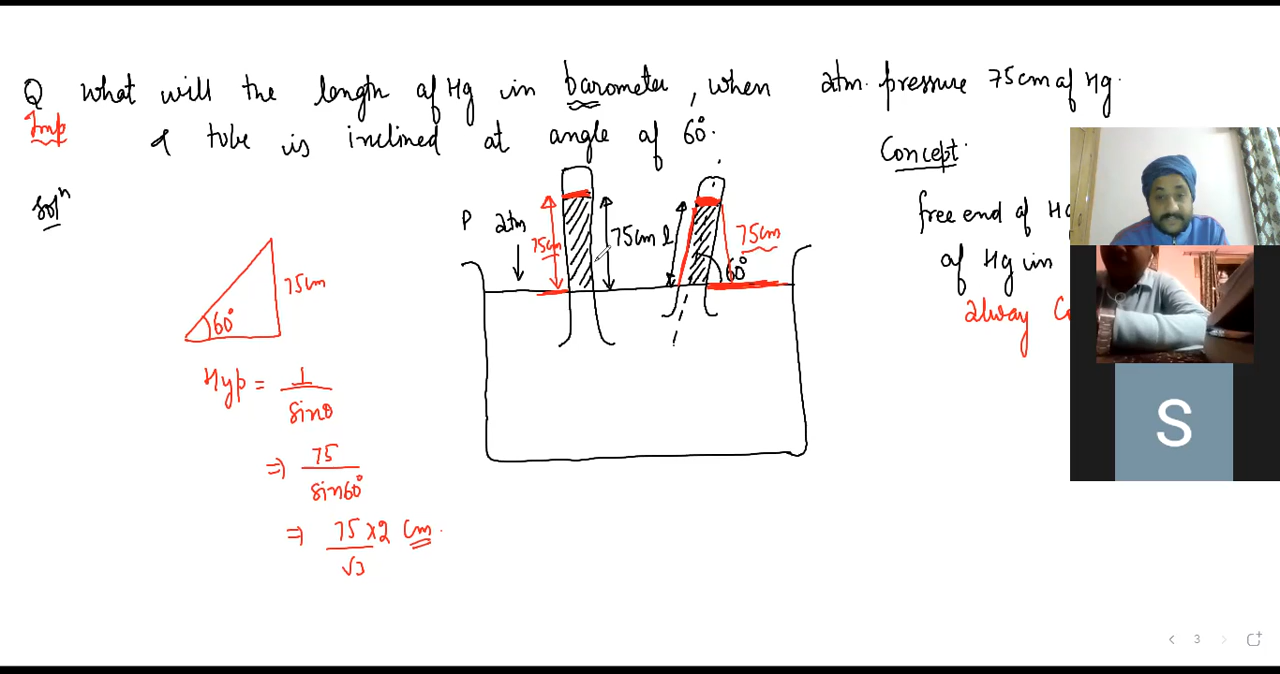 Q what will the length of Hg in barometer, when atm. pressure 75cm of Hg.
Imp & tube is inclined at angle of 60°.
Solⁿ
Concept
free end of
of Hg in
alway
P atm
75cm
75cm
l
75cm
60°
75cm
60°
Hyp = 1
sinθ
⇒ 75
sin60°
⇒ 75 × 2 cm.
√3
S
3